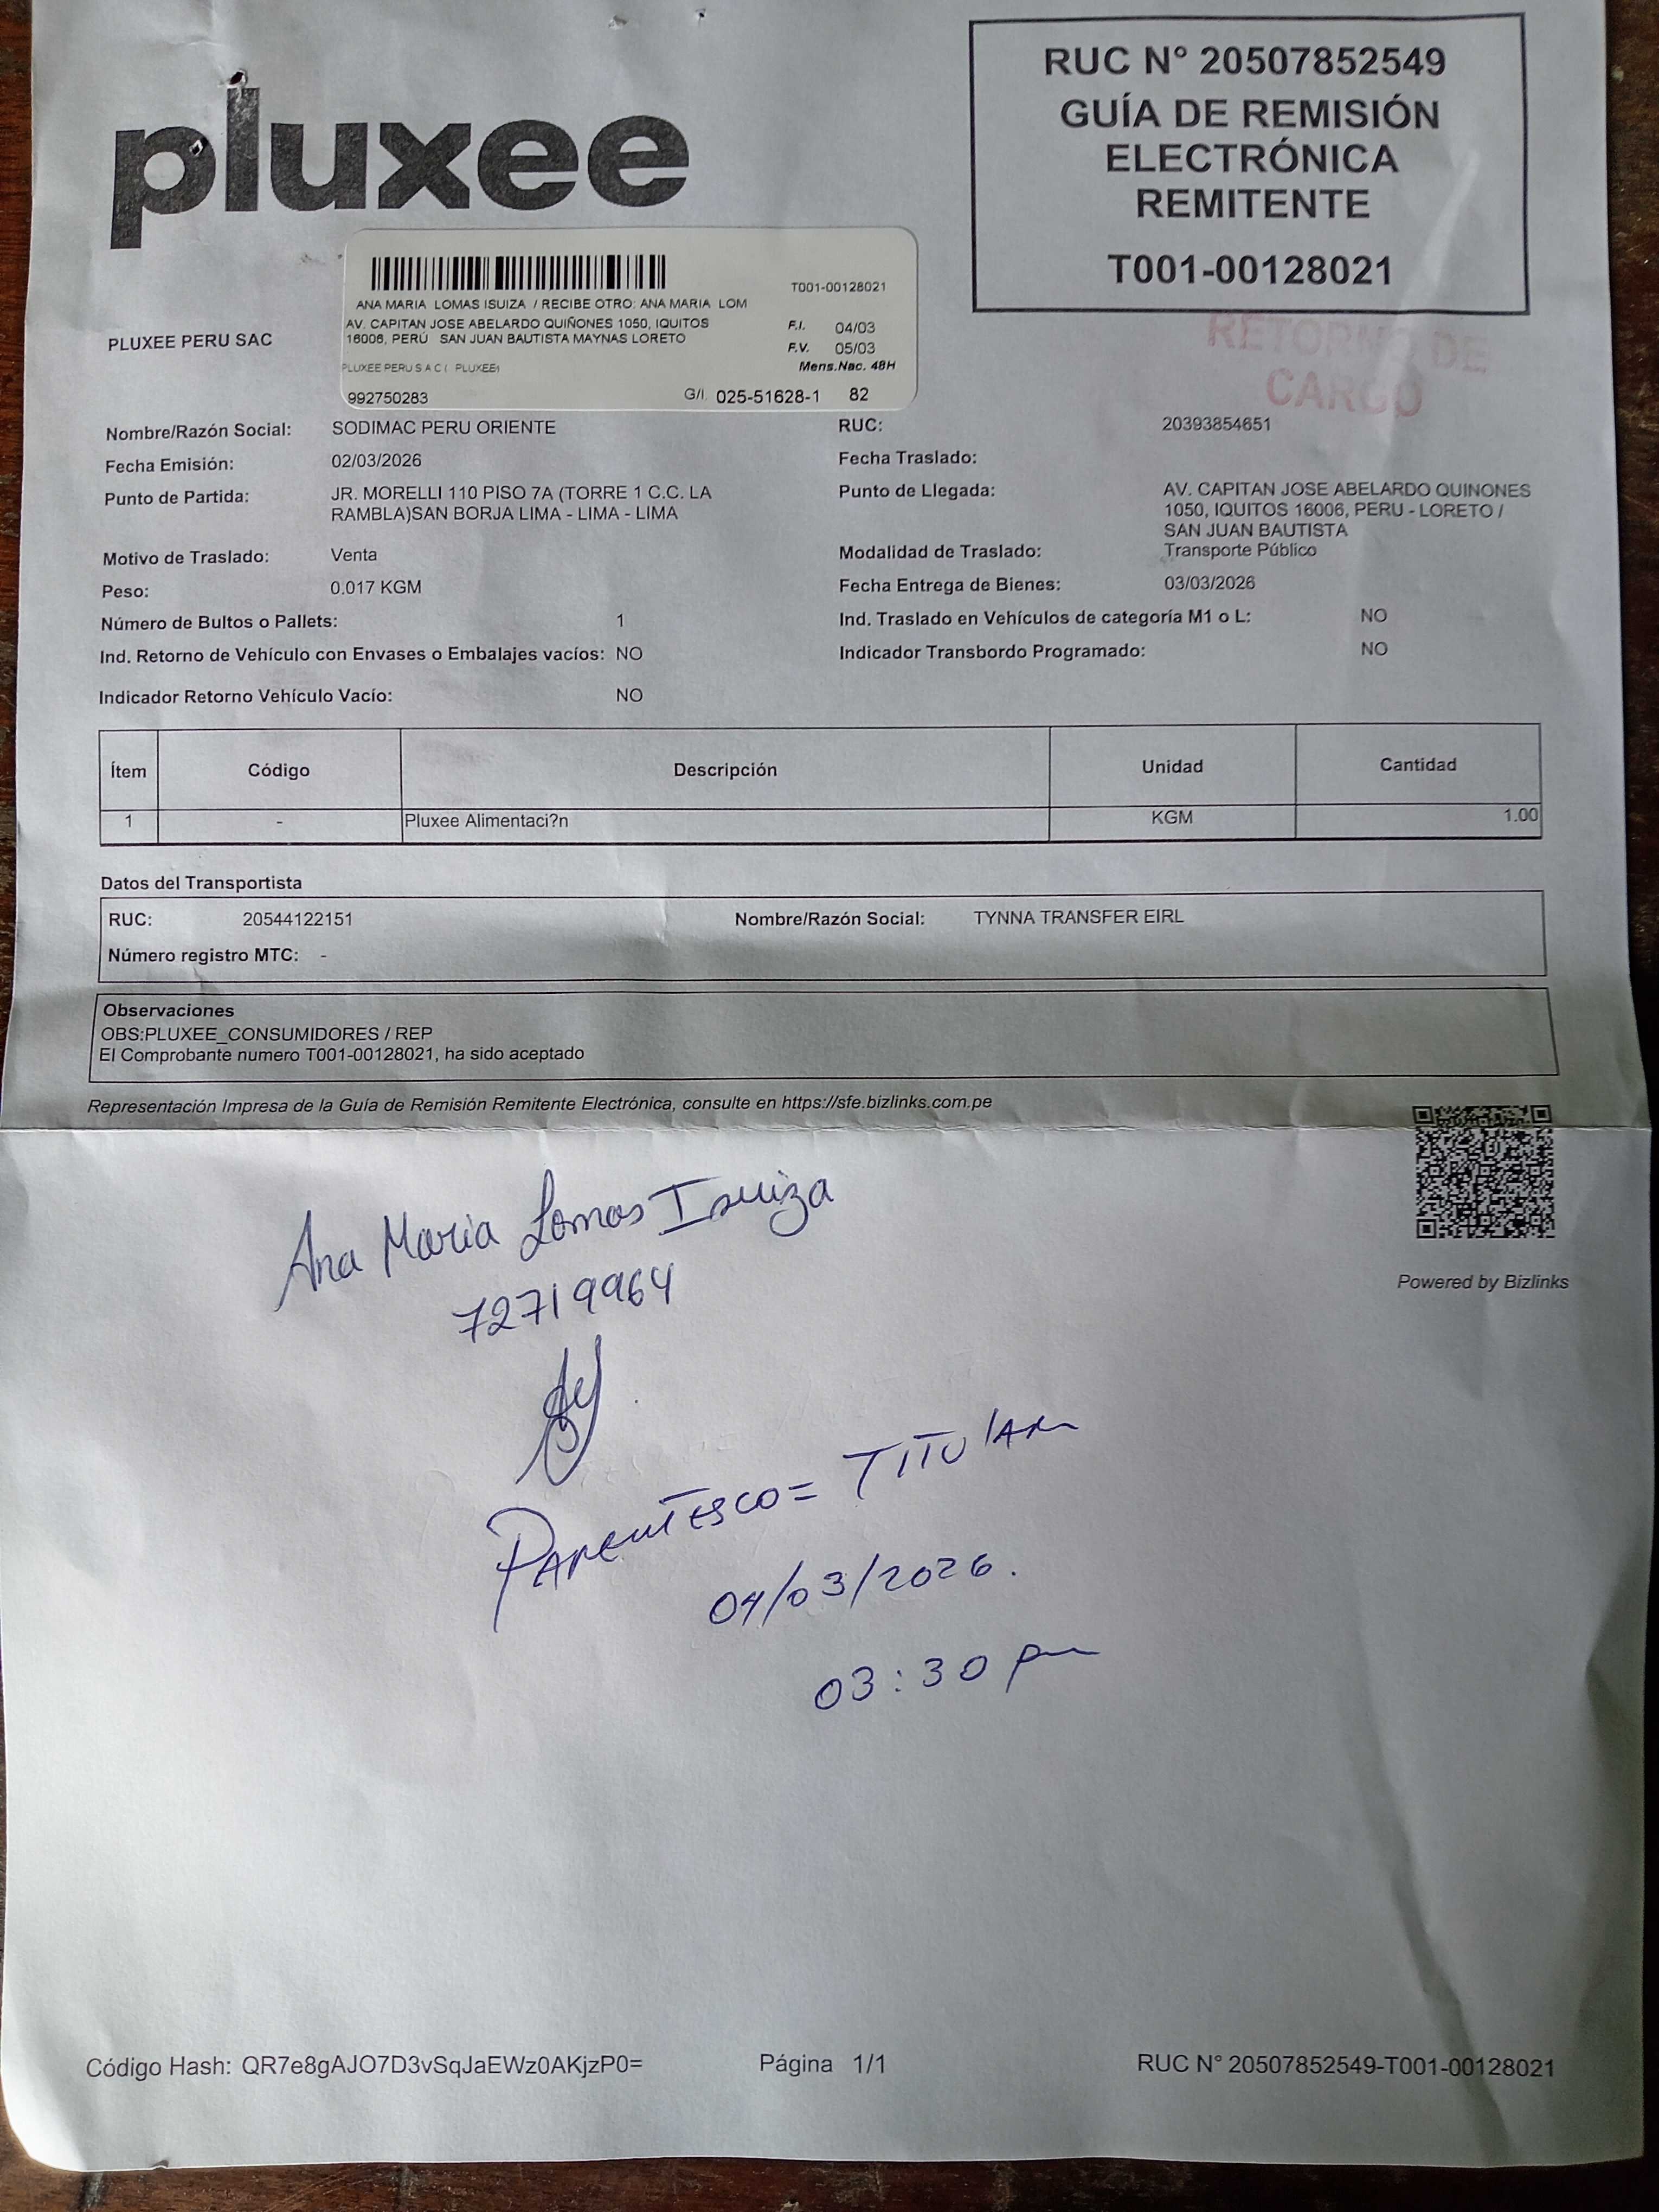 pluxee
RUC N° 20507852549
GUÍA DE REMISIÓN
ELECTRÓNICA
REMITENTE
T001-00128021
T001-00128021
ANA MARIA LOMAS ISUIZA / RECIBE OTRO: ANA MARIA LOM
AV. CAPITAN JOSE ABELARDO QUIÑONES 1050, IQUITOS
16006, PERÚ SAN JUAN BAUTISTA MAYNAS LORETO
F.I. 04/03
F.V. 05/03
PLUXEE PERU S A C ( PLUXEE)
Mens.Nac. 48H
992750283 G/I. 025-51628-1 82
PLUXEE PERU SAC
RETORNO DE
CARGO
Nombre/Razón Social: SODIMAC PERU ORIENTE RUC: 20393854651
Fecha Emisión: 02/03/2026 Fecha Traslado:
Punto de Partida: JR. MORELLI 110 PISO 7A (TORRE 1 C.C. LA
RAMBLA)SAN BORJA LIMA - LIMA - LIMA
Punto de Llegada: AV. CAPITAN JOSE ABELARDO QUINONES
1050, IQUITOS 16006, PERU - LORETO /
SAN JUAN BAUTISTA
Motivo de Traslado: Venta Modalidad de Traslado: Transporte Público
Peso: 0.017 KGM Fecha Entrega de Bienes: 03/03/2026
Número de Bultos o Pallets: 1 Ind. Traslado en Vehículos de categoría M1 o L: NO
Ind. Retorno de Vehículo con Envases o Embalajes vacíos: NO Indicador Transbordo Programado: NO
Indicador Retorno Vehículo Vacío: NO
Ítem Código Descripción Unidad Cantidad
1 - Pluxee Alimentaci?n KGM 1.00
Datos del Transportista
RUC: 20544122151 Nombre/Razón Social: TYNNA TRANSFER EIRL
Número registro MTC: -
Observaciones
OBS:PLUXEE_CONSUMIDORES / REP
El Comprobante numero T001-00128021, ha sido aceptado
Representación Impresa de la Guía de Remisión Remitente Electrónica, consulte en https://sfe.bizlinks.com.pe
Powered by Bizlinks
Ana Maria Lomas Isuiza
72719964
PARENTESCO = TITULAR
04/03/2026.
03:30 pm
Código Hash: QR7e8gAJO7D3vSqJaEWz0AKjzP0= Página 1/1 RUC N° 20507852549-T001-00128021